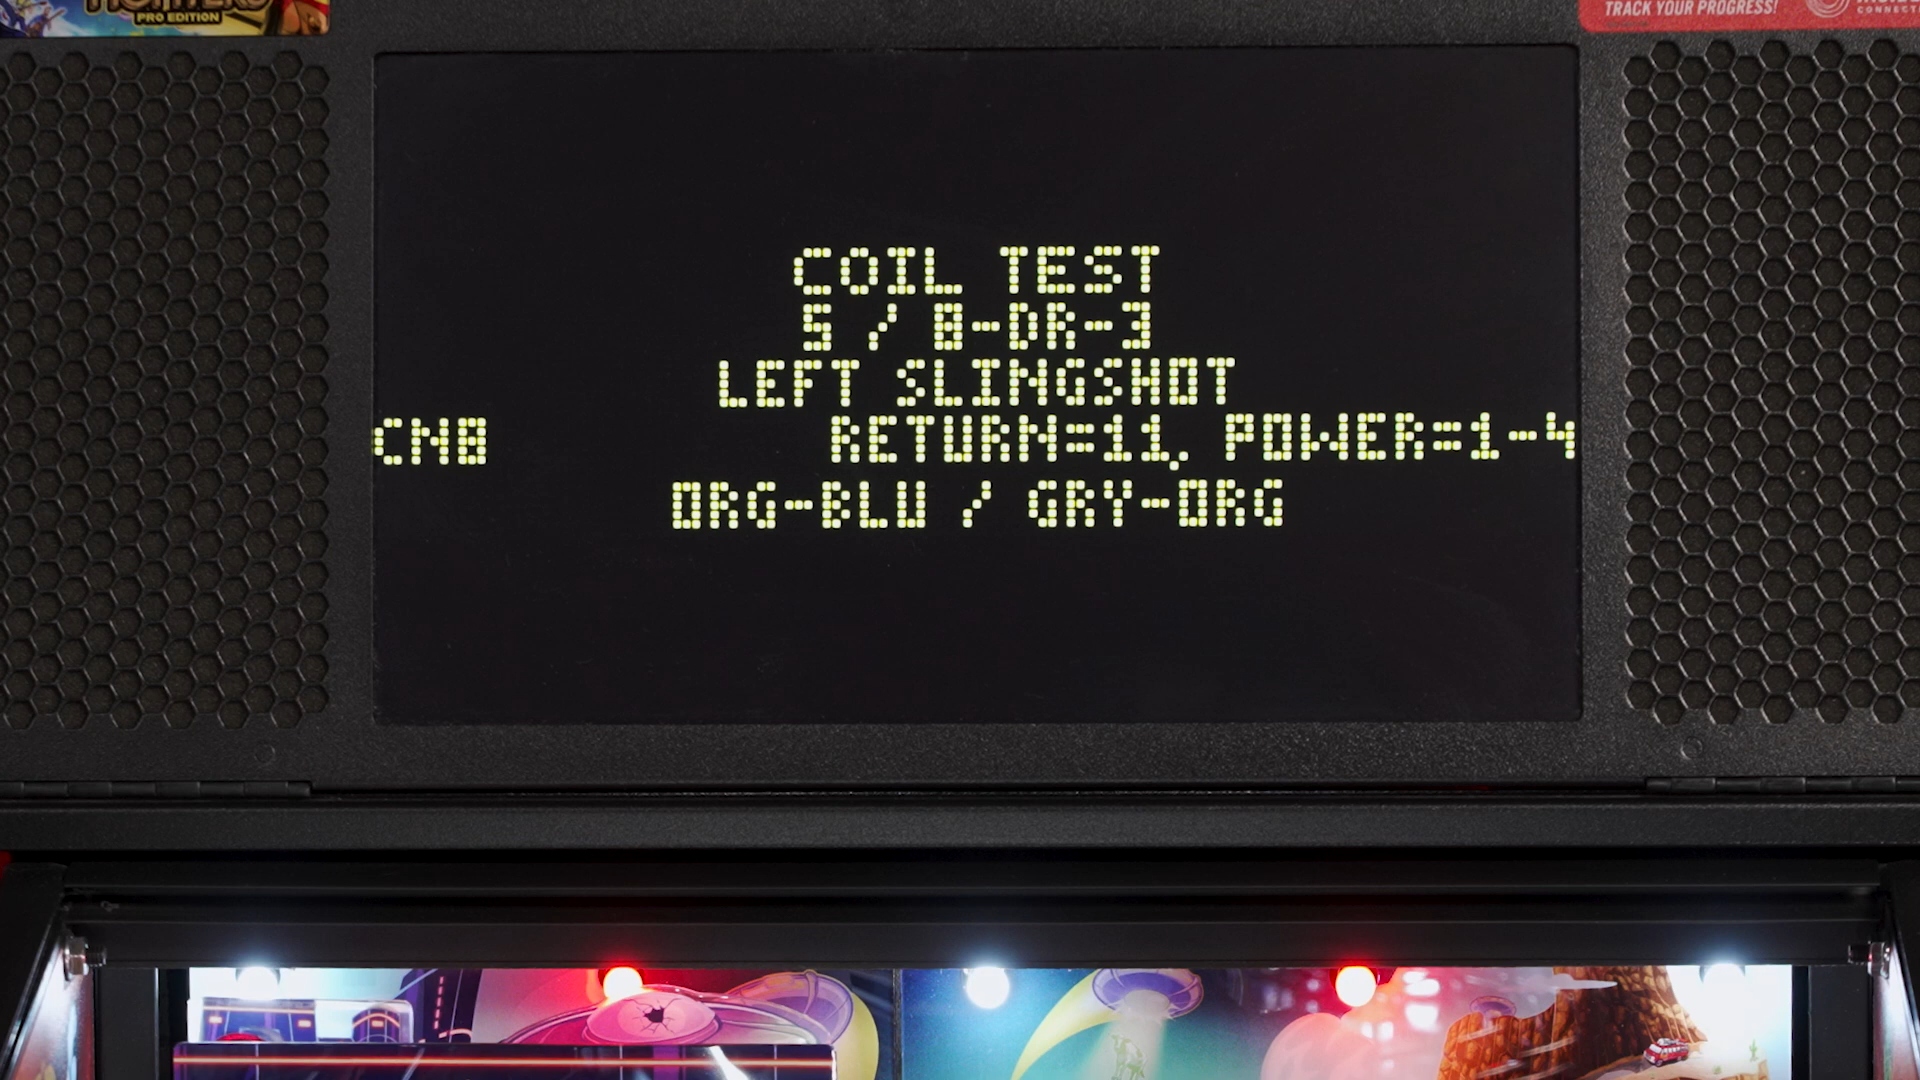 PRO EDITION
TRACK YOUR PROGRESS!
COIL TEST
5 / 8-DR-3
LEFT SLINGSHOT
CN8 RETURN=11, POWER=1-4
ORG-BLU / GRY-ORG